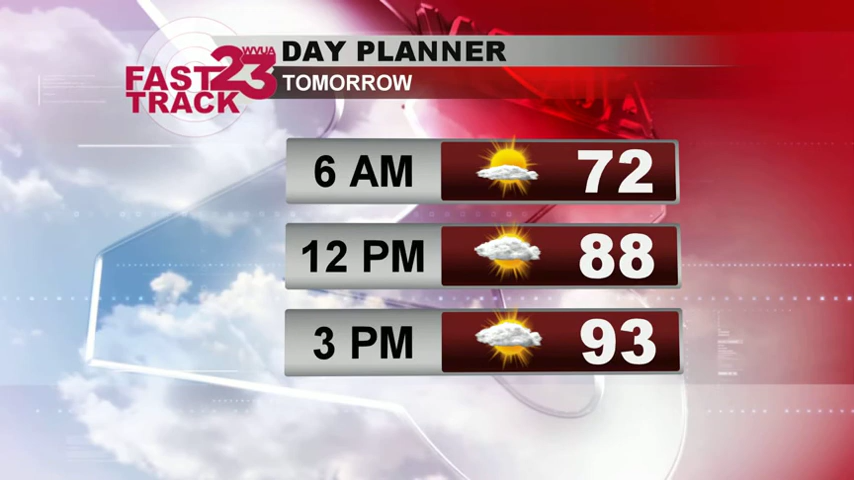 WVUA
23
FAST
TRACK
DAY PLANNER
TOMORROW
6 AM 72
12 PM 88
3 PM 93